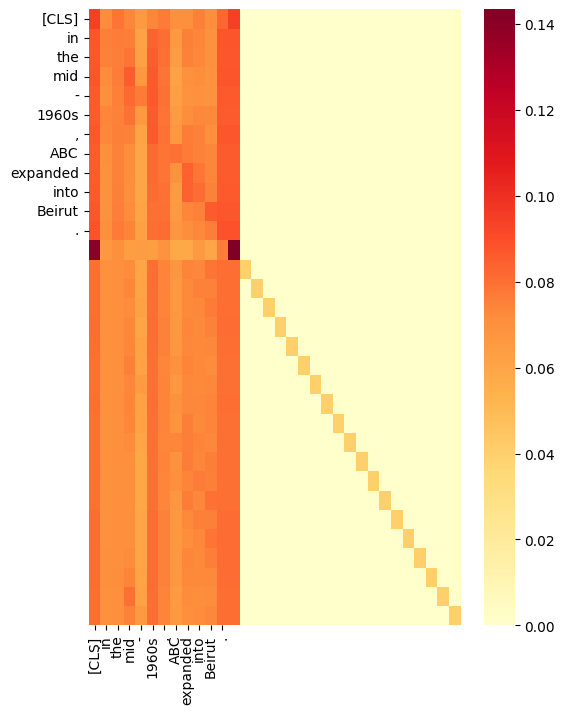 [CLS]
in
the
mid
-
1960s
,
ABC
expanded
into
Beirut
.
0.14
0.12
0.10
0.08
0.06
0.04
0.02
0.00
[CLS]
in
the
mid
-
1960s
,
ABC
expanded
into
Beirut
.